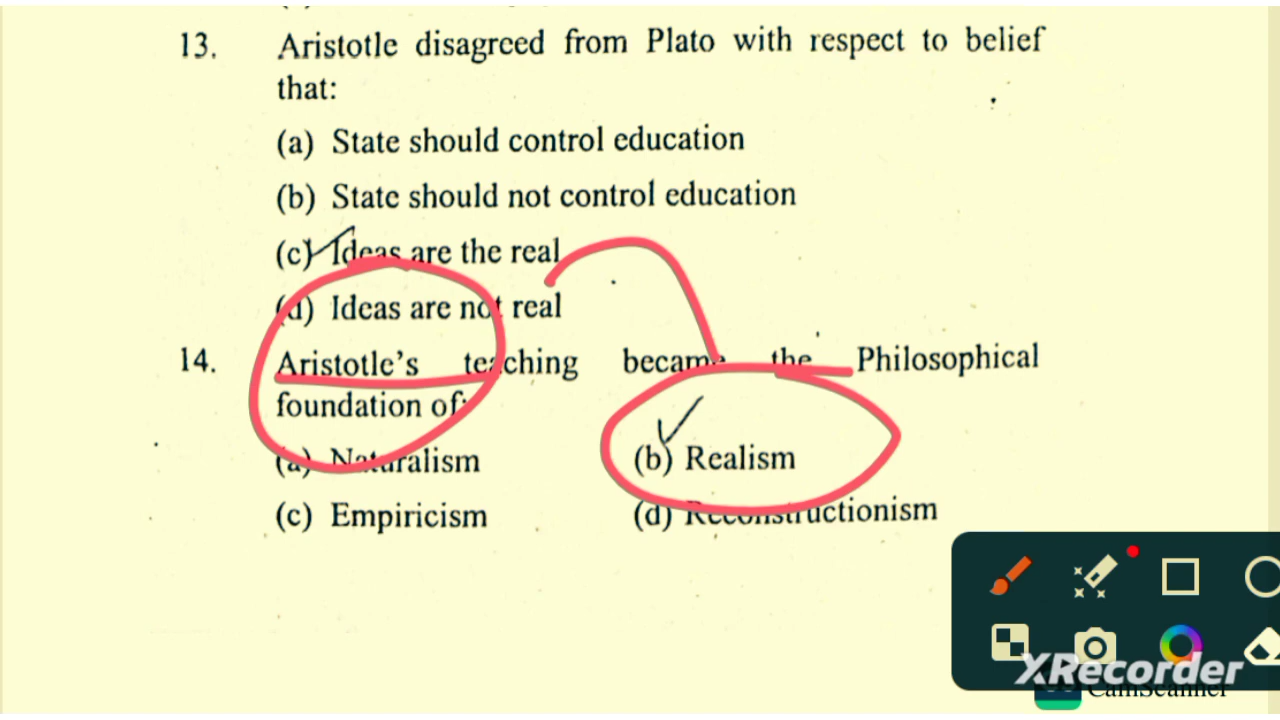 13. Aristotle disagreed from Plato with respect to belief
that:
(a) State should control education
(b) State should not control education
(c) Ideas are the real
(d) Ideas are not real
14. Aristotle's teaching became the Philosophical
foundation of:
(a) Naturalism (b) Realism
(c) Empiricism (d) Reconstructionism
XRecorder
CamScanner